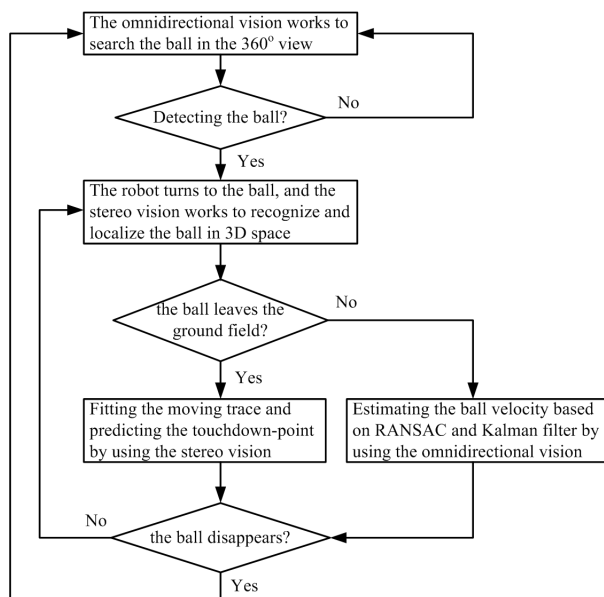 The omnidirectional vision works to
search the ball in the 360° view
No
Detecting the ball?
Yes
The robot turns to the ball, and the
stereo vision works to recognize and
localize the ball in 3D space
No
the ball leaves the
ground field?
Yes
Fitting the moving trace and
predicting the touchdown-point
by using the stereo vision
Estimating the ball velocity based
on RANSAC and Kalman filter by
using the omnidirectional vision
No
the ball disappears?
Yes